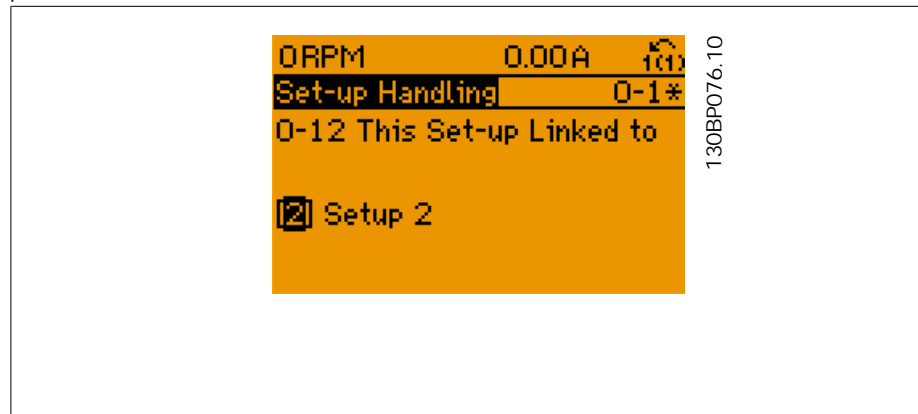 0RPM 0.00A 1(1)
Set-up Handling 0-1*
0-12 This Set-up Linked to
[2] Setup 2
130BP076.10